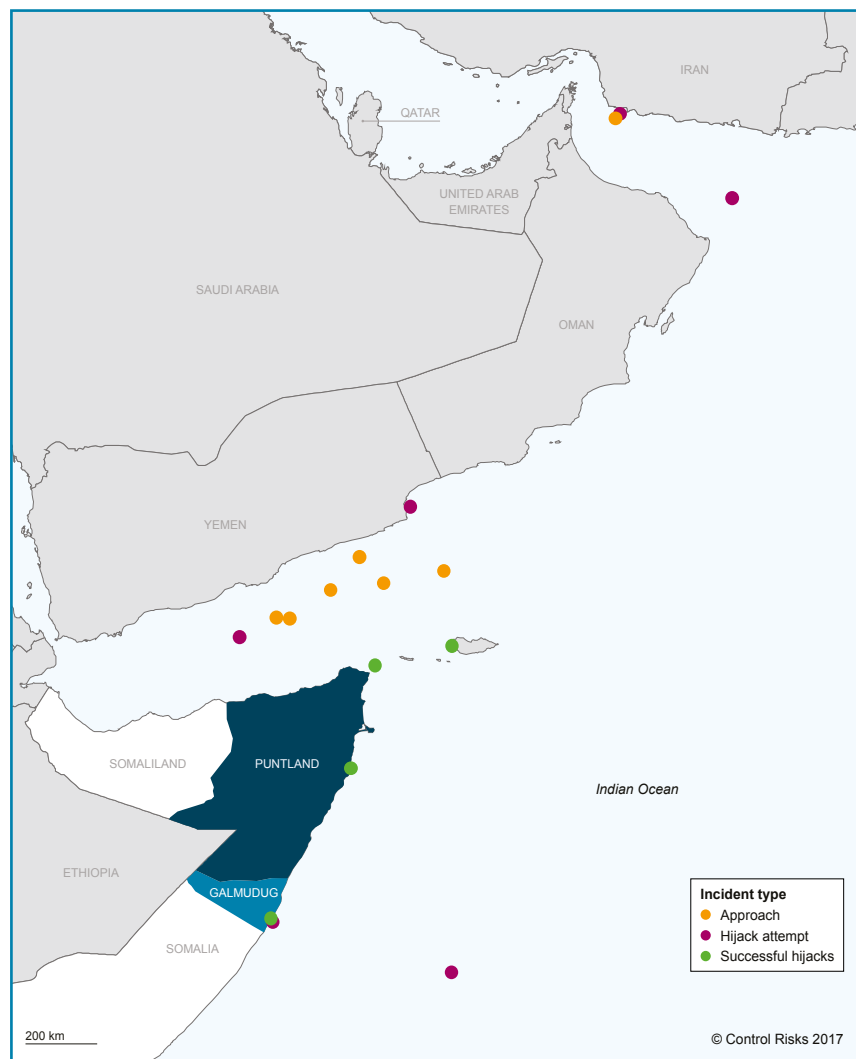 IRAN
QATAR
UNITED ARAB
EMIRATES
SAUDI ARABIA
OMAN
YEMEN
SOMALILAND
PUNTLAND
Indian Ocean
ETHIOPIA
GALMUDUG
SOMALIA
Incident type
Approach
Hijack attempt
Successful hijacks
200 km
© Control Risks 2017